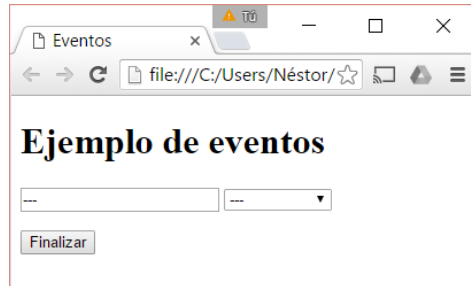 Tú
Eventos
file:///C:/Users/Néstor/
Ejemplo de eventos
--- ---
Finalizar